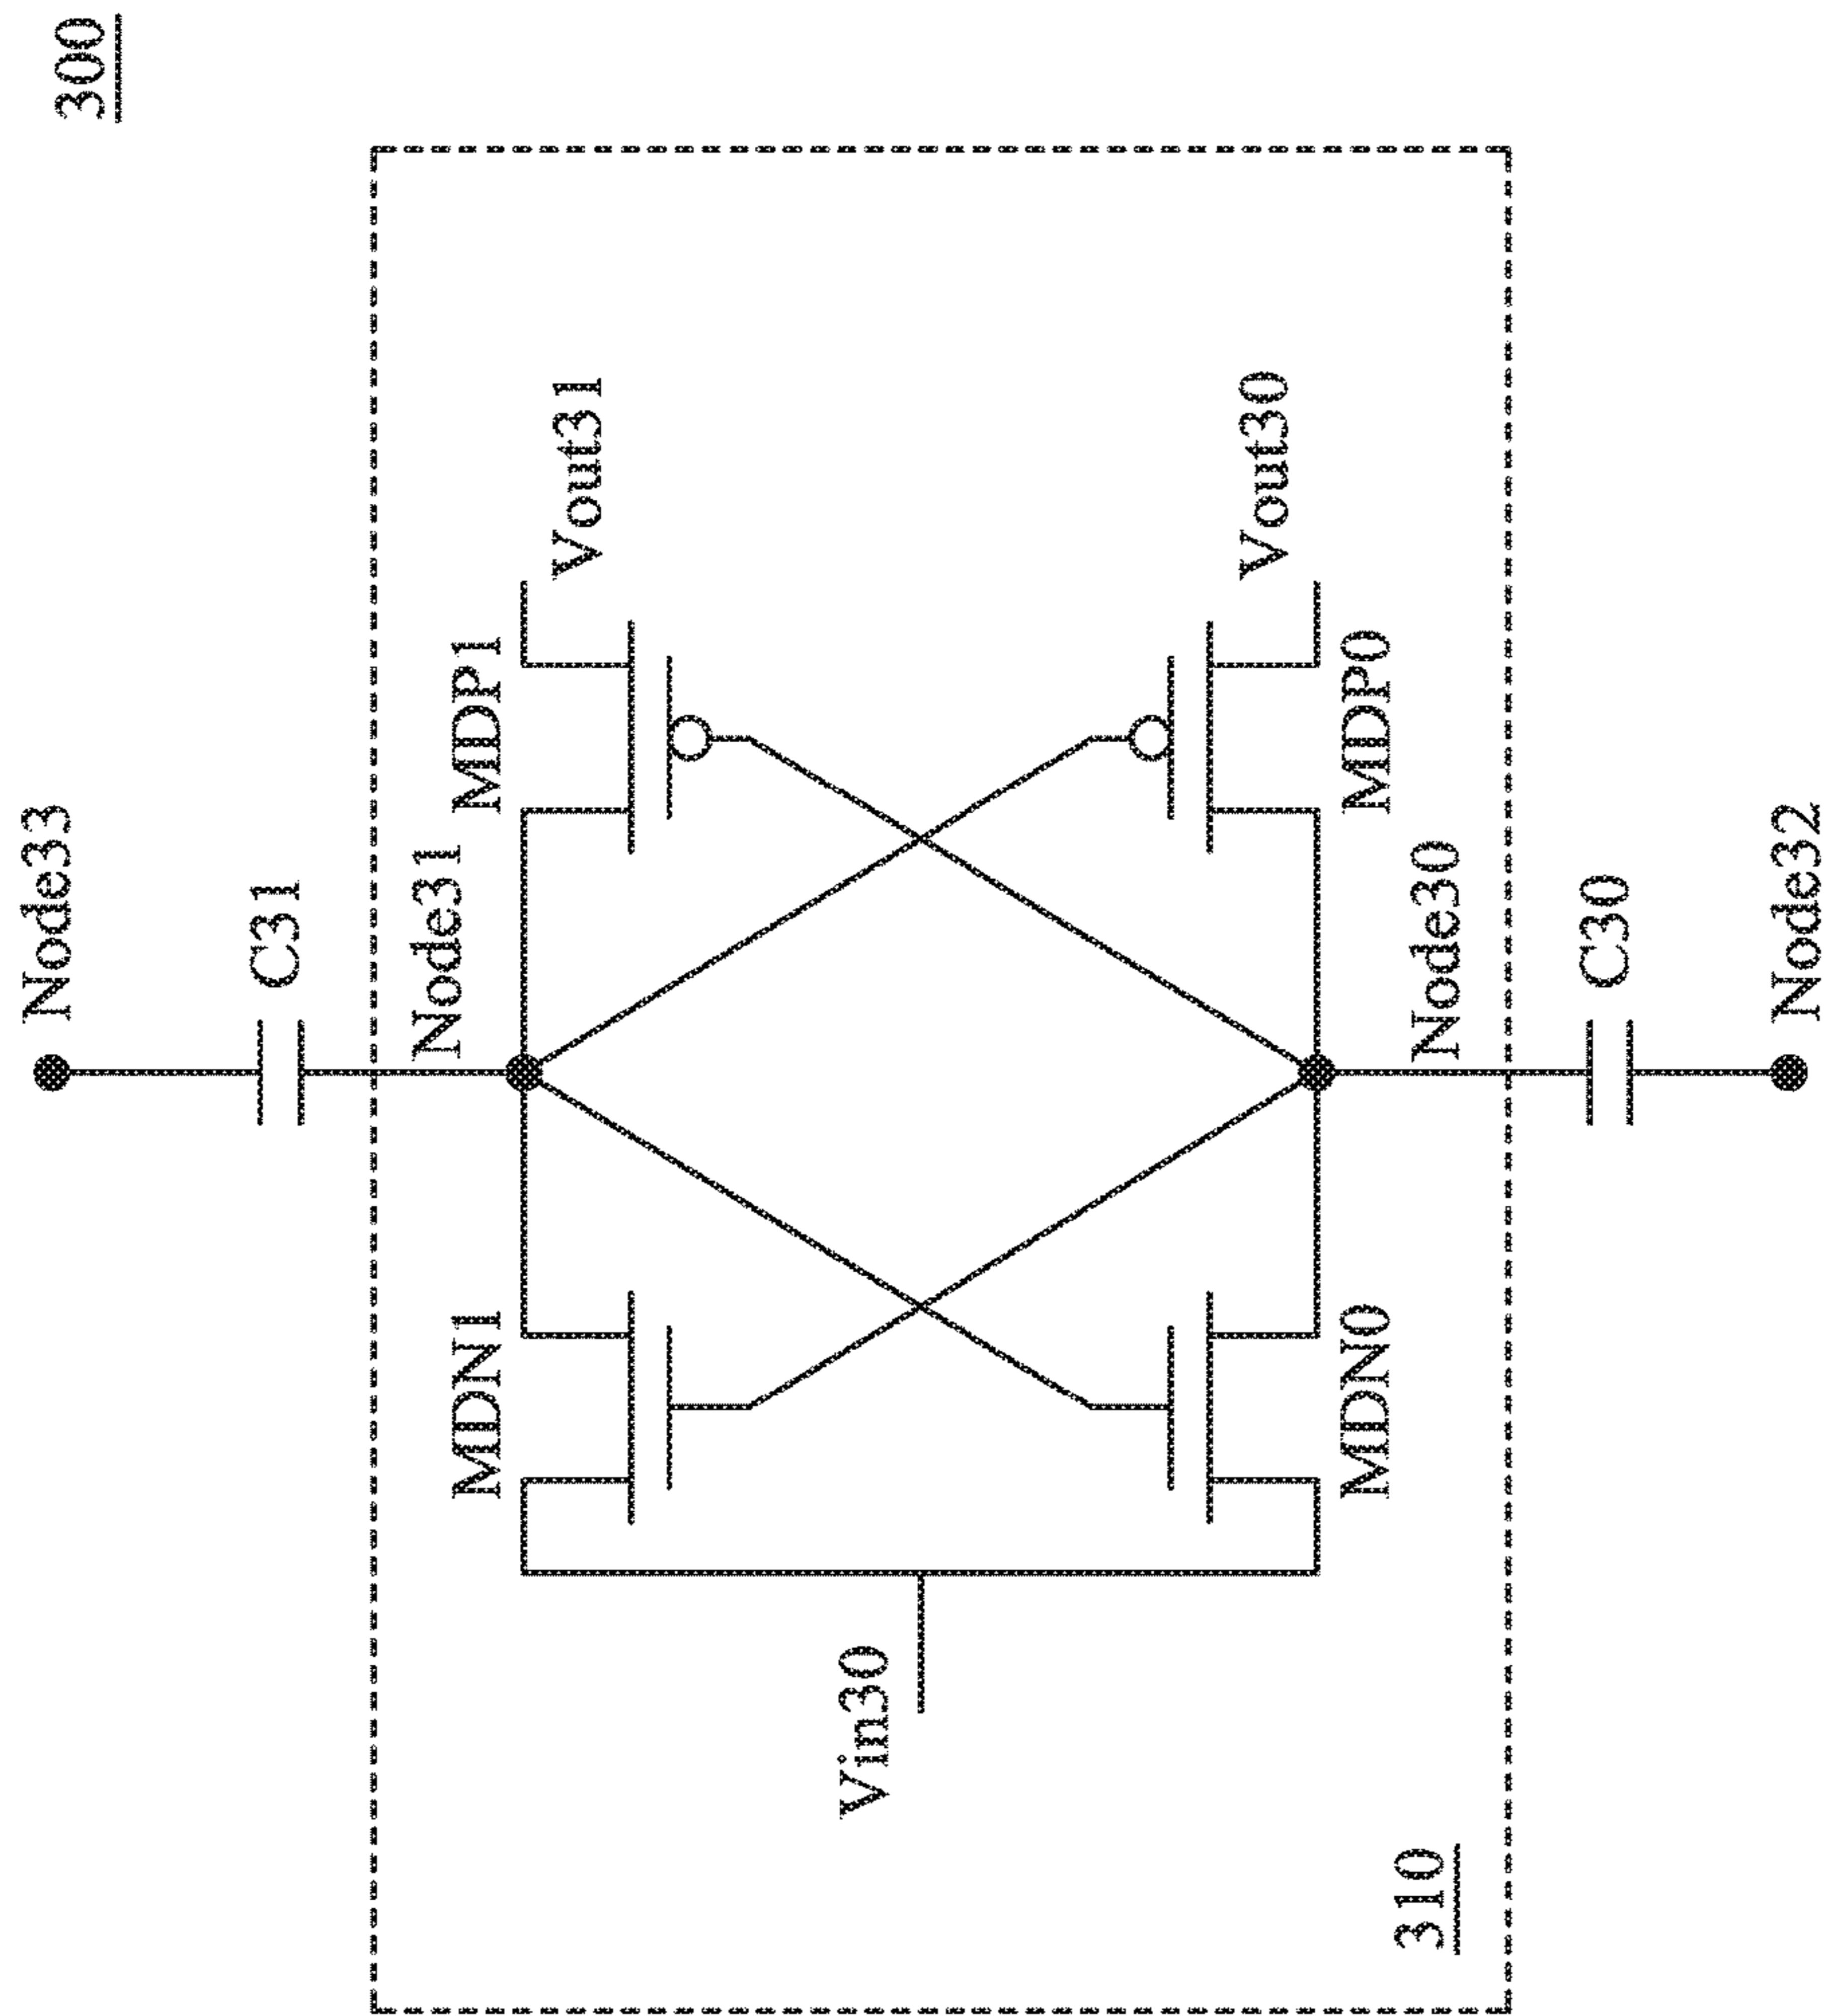 300
Node33
C31
Node31
MDN1
MDP1
Vout31
Vin30
Vout30
MDN0
MDP0
Node30
310
C30
Node32